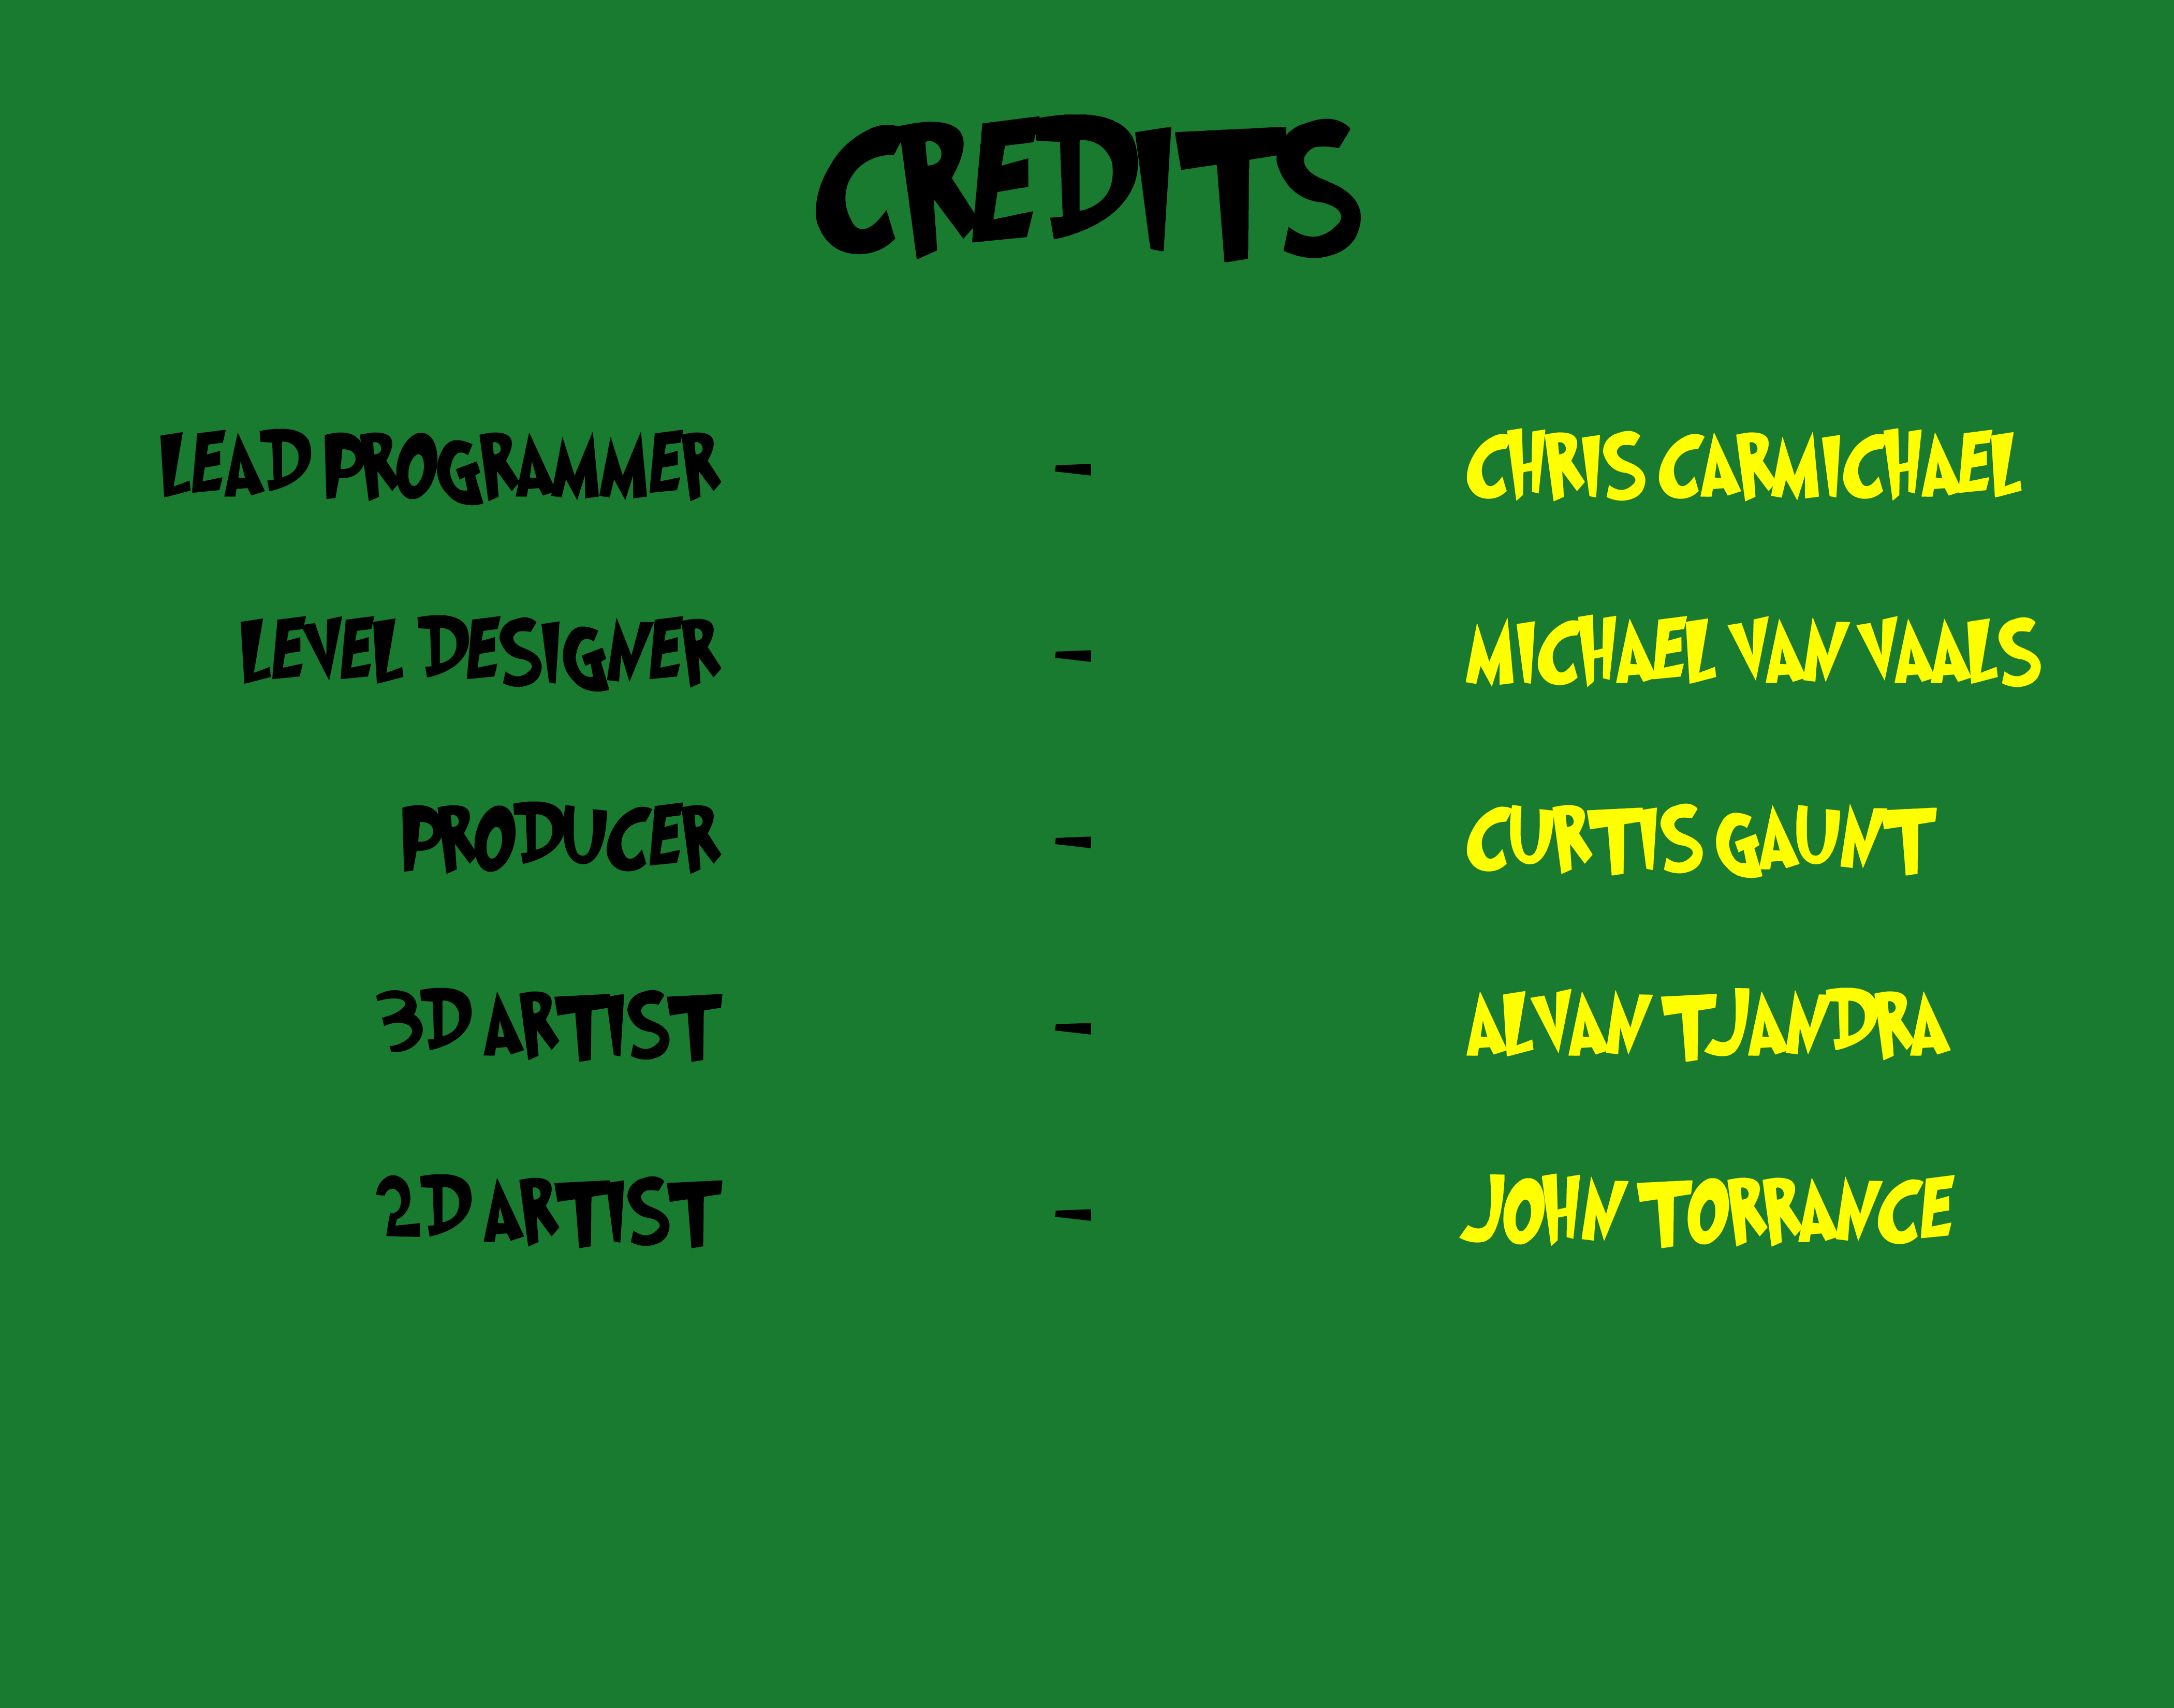 CREDITS
LEAD PROGRAMMER - CHRIS CARMICHAEL
LEVEL DESIGNER - MICHAEL VAN VAALS
PRODUCER - CURTIS GAUNT
3D ARTIST - ALVAN TJANDRA
2D ARTIST - JOHN TORRANCE